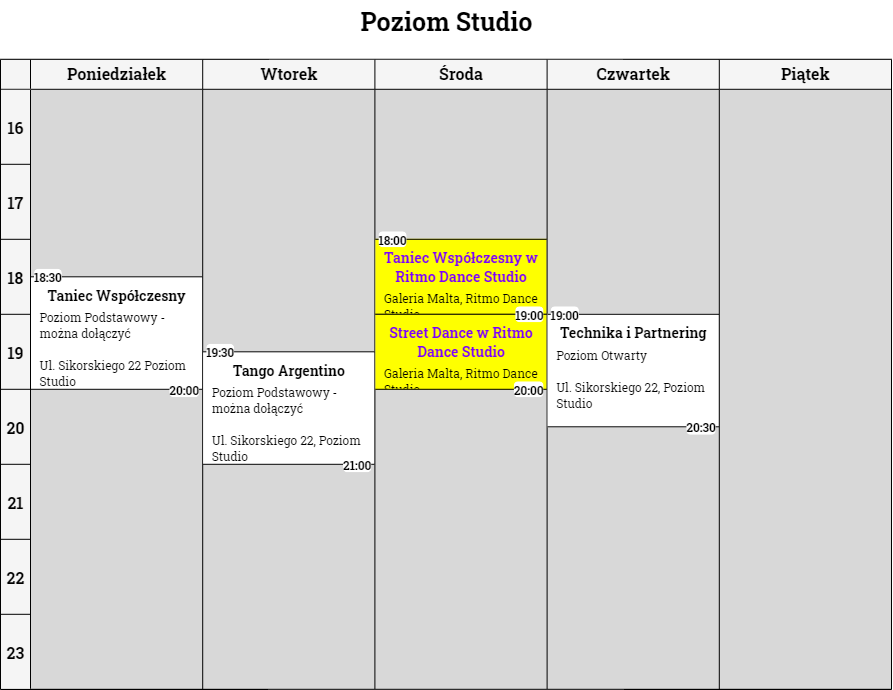 Poziom Studio
Poniedziałek
Wtorek
Środa
Czwartek
Piątek
16
17
18
19
20
21
22
23
18:30
Taniec Współczesny
Poziom Podstawowy -
można dołączyć
Ul. Sikorskiego 22 Poziom
Studio
20:00
19:30
Tango Argentino
Poziom Podstawowy -
można dołączyć
Ul. Sikorskiego 22, Poziom
Studio
21:00
18:00
Taniec Współczesny w
Ritmo Dance Studio
Galeria Malta, Ritmo Dance
Studio
19:00
Street Dance w Ritmo
Dance Studio
Galeria Malta, Ritmo Dance
Studio
20:00
19:00
Technika i Partnering
Poziom Otwarty
Ul. Sikorskiego 22, Poziom
Studio
20:30